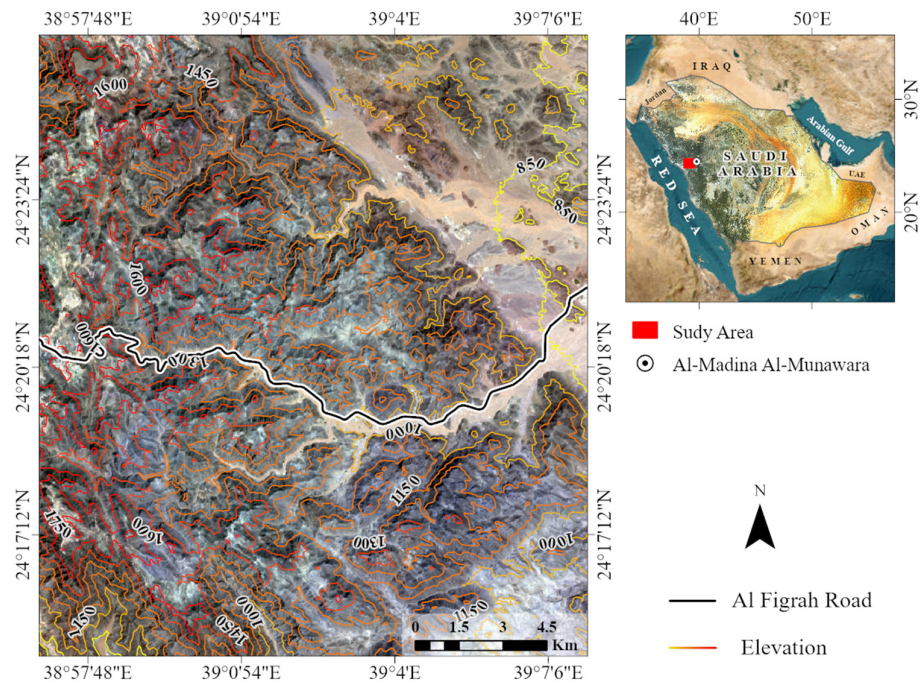 38°57'48"E 39°0'54"E 39°4'E 39°7'6"E
40°E 50°E
1600
1450
IRAQ
Jordan
30°N
Arabian Gulf
850
850
SAUDI
ARABIA
UAE
RED SEA
OMAN
20°N
YEMEN
24°23'24"N
24°23'24"N
1600
1600
1300
24°20'18"N
24°20'18"N
1000
Sudy Area
Al-Madina Al-Munawara
1150
1750
1600
1300
1000
24°17'12"N
24°17'12"N
N
1150
1000
1450
1150
0 1.5 3 4.5
Km
Al Figrah Road
Elevation
38°57'48"E 39°0'54"E 39°4'E 39°7'6"E